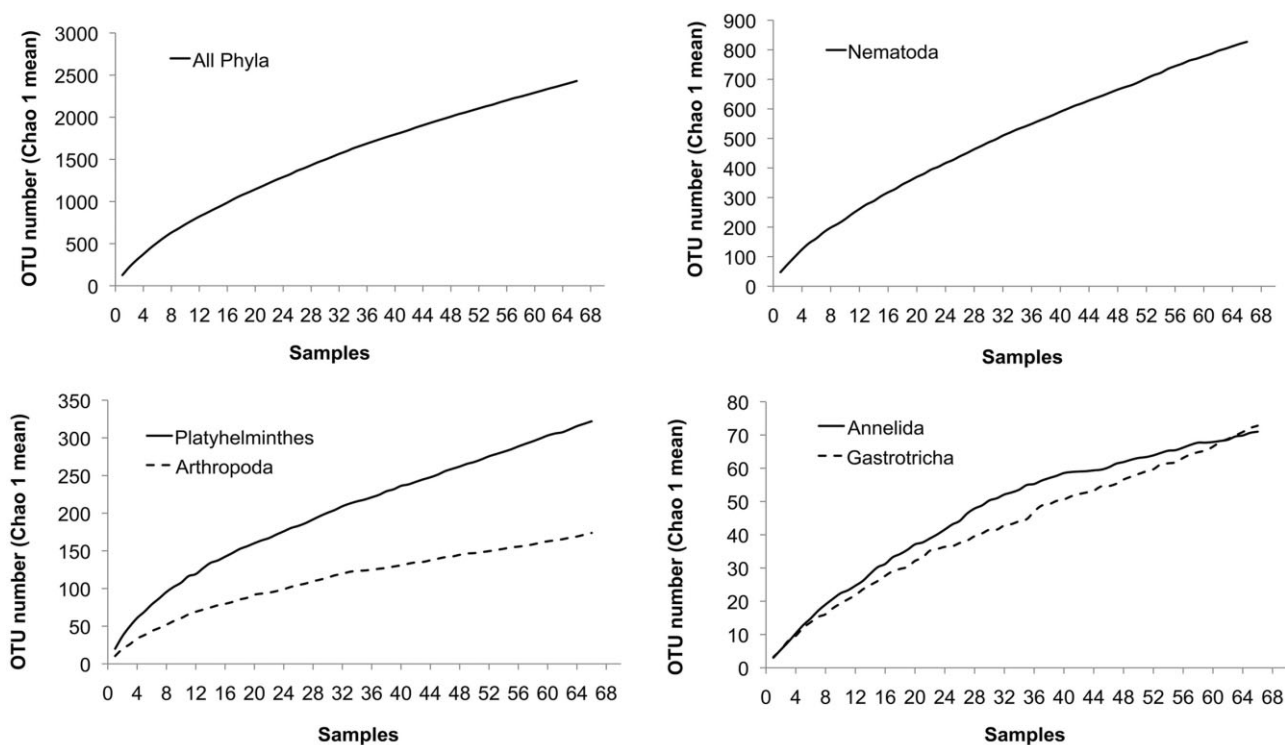 OTU number (Chao 1 mean)
3000
2500
2000
1500
1000
500
0
All Phyla
0 4 8 12 16 20 24 28 32 36 40 44 48 52 56 60 64 68
Samples
OTU number (Chao 1 mean)
900
800
700
600
500
400
300
200
100
0
Nematoda
0 4 8 12 16 20 24 28 32 36 40 44 48 52 56 60 64 68
Samples
OTU number (Chao 1 mean)
350
300
250
200
150
100
50
0
Platyhelminthes
Arthropoda
0 4 8 12 16 20 24 28 32 36 40 44 48 52 56 60 64 68
Samples
OTU number (Chao 1 mean)
80
70
60
50
40
30
20
10
0
Annelida
Gastrotricha
0 4 8 12 16 20 24 28 32 36 40 44 48 52 56 60 64 68
Samples